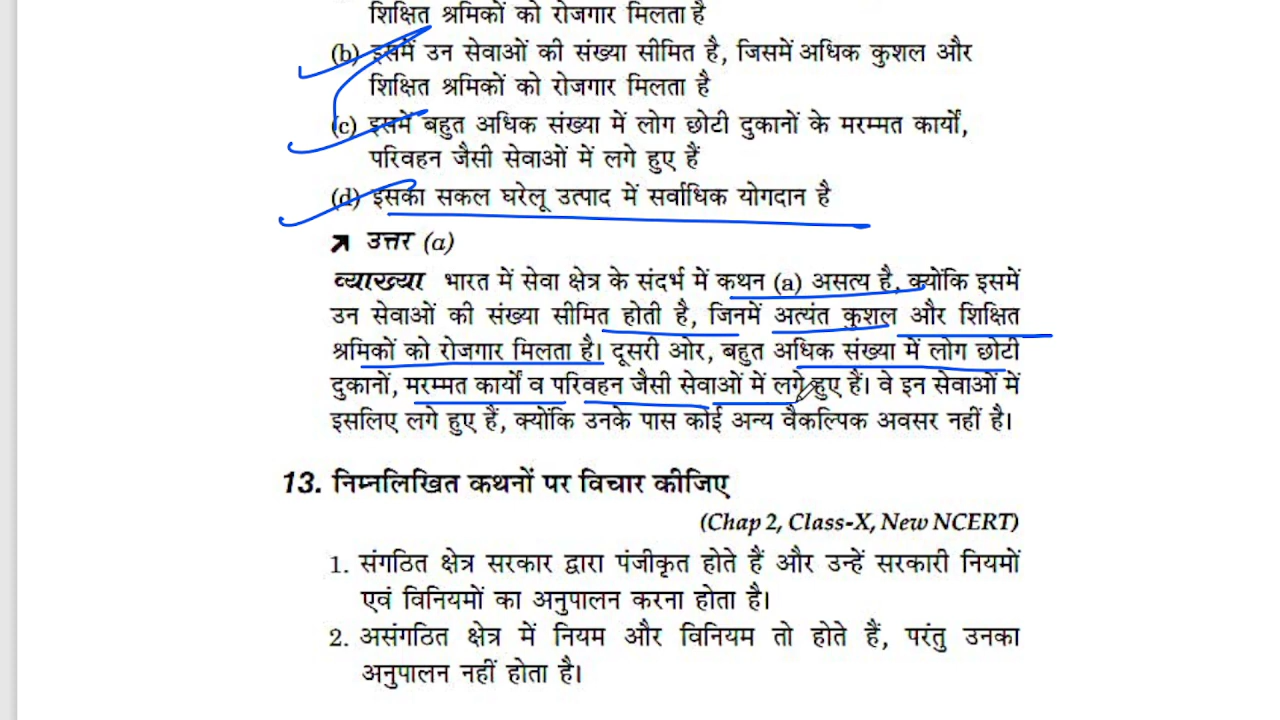 शिक्षित श्रमिकों को रोजगार मिलता है
(b) इसमें उन सेवाओं की संख्या सीमित है, जिसमें अधिक कुशल और
शिक्षित श्रमिकों को रोजगार मिलता है
(c) इसमें बहुत अधिक संख्या में लोग छोटी दुकानों के मरम्मत कार्यों,
परिवहन जैसी सेवाओं में लगे हुए हैं
(d) इसका सकल घरेलू उत्पाद में सर्वाधिक योगदान है
उत्तर (a)
व्याख्या भारत में सेवा क्षेत्र के संदर्भ में कथन (a) असत्य है, क्योंकि इसमें
उन सेवाओं की संख्या सीमित होती है, जिनमें अत्यंत कुशल और शिक्षित
श्रमिकों को रोजगार मिलता है। दूसरी ओर, बहुत अधिक संख्या में लोग छोटी
दुकानों, मरम्मत कार्यों व परिवहन जैसी सेवाओं में लगे हुए हैं। वे इन सेवाओं में
इसलिए लगे हुए हैं, क्योंकि उनके पास कोई अन्य वैकल्पिक अवसर नहीं है।
13. निम्नलिखित कथनों पर विचार कीजिए
(Chap 2, Class-X, New NCERT)
1. संगठित क्षेत्र सरकार द्वारा पंजीकृत होते हैं और उन्हें सरकारी नियमों
एवं विनियमों का अनुपालन करना होता है।
2. असंगठित क्षेत्र में नियम और विनियम तो होते हैं, परंतु उनका
अनुपालन नहीं होता है।